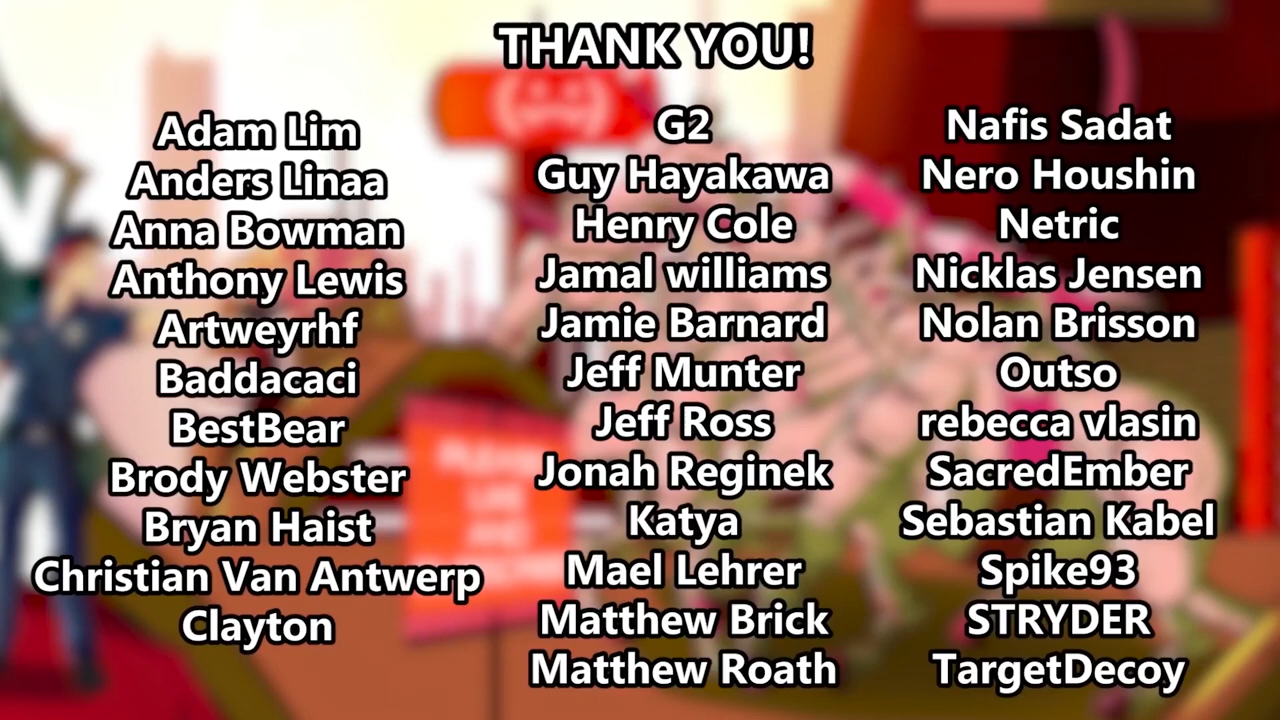 THANK YOU!
Adam Lim
Anders Linaa
Anna Bowman
Anthony Lewis
Artweyrhf
Baddacaci
BestBear
Brody Webster
Bryan Haist
Christian Van Antwerp
Clayton
G2
Guy Hayakawa
Henry Cole
Jamal williams
Jamie Barnard
Jeff Munter
Jeff Ross
Jonah Reginek
Katya
Mael Lehrer
Matthew Brick
Matthew Roath
Nafis Sadat
Nero Houshin
Netric
Nicklas Jensen
Nolan Brisson
Outso
rebecca vlasin
SacredEmber
Sebastian Kabel
Spike93
STRYDER
TargetDecoy